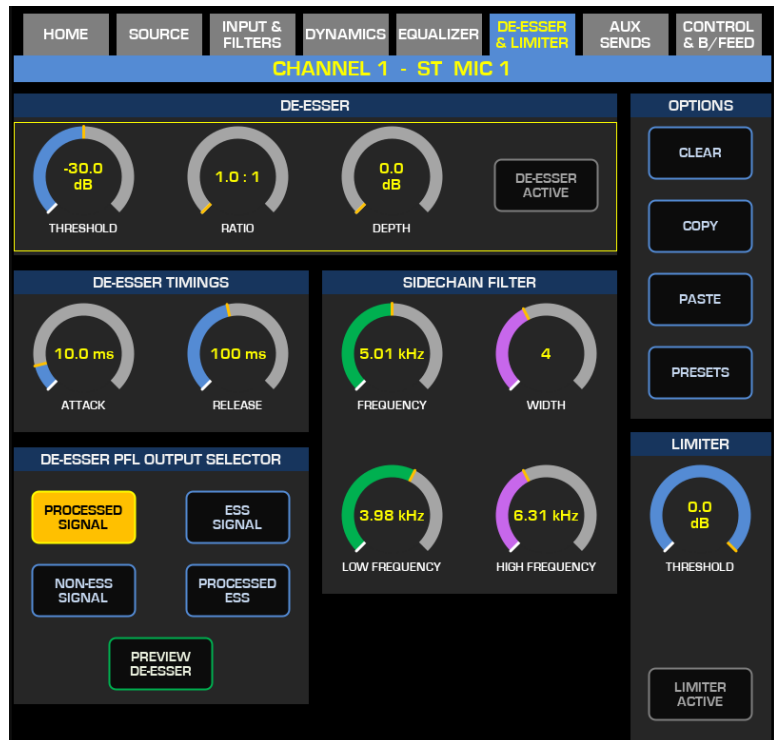 HOME SOURCE INPUT & FILTERS DYNAMICS EQUALIZER DE-ESSER & LIMITER AUX SENDS CONTROL & B/FEED
CHANNEL 1 - ST MIC 1
DE-ESSER
-30.0 dB
THRESHOLD
1.0 : 1
RATIO
0.0 dB
DEPTH
DE-ESSER
ACTIVE
OPTIONS
CLEAR
COPY
PASTE
PRESETS
DE-ESSER TIMINGS
10.0 ms
ATTACK
100 ms
RELEASE
SIDECHAIN FILTER
5.01 kHz
FREQUENCY
4
WIDTH
3.98 kHz
LOW FREQUENCY
6.31 kHz
HIGH FREQUENCY
DE-ESSER PFL OUTPUT SELECTOR
PROCESSED
SIGNAL
ESS
SIGNAL
NON-ESS
SIGNAL
PROCESSED
ESS
PREVIEW
DE-ESSER
LIMITER
0.0
dB
THRESHOLD
LIMITER
ACTIVE